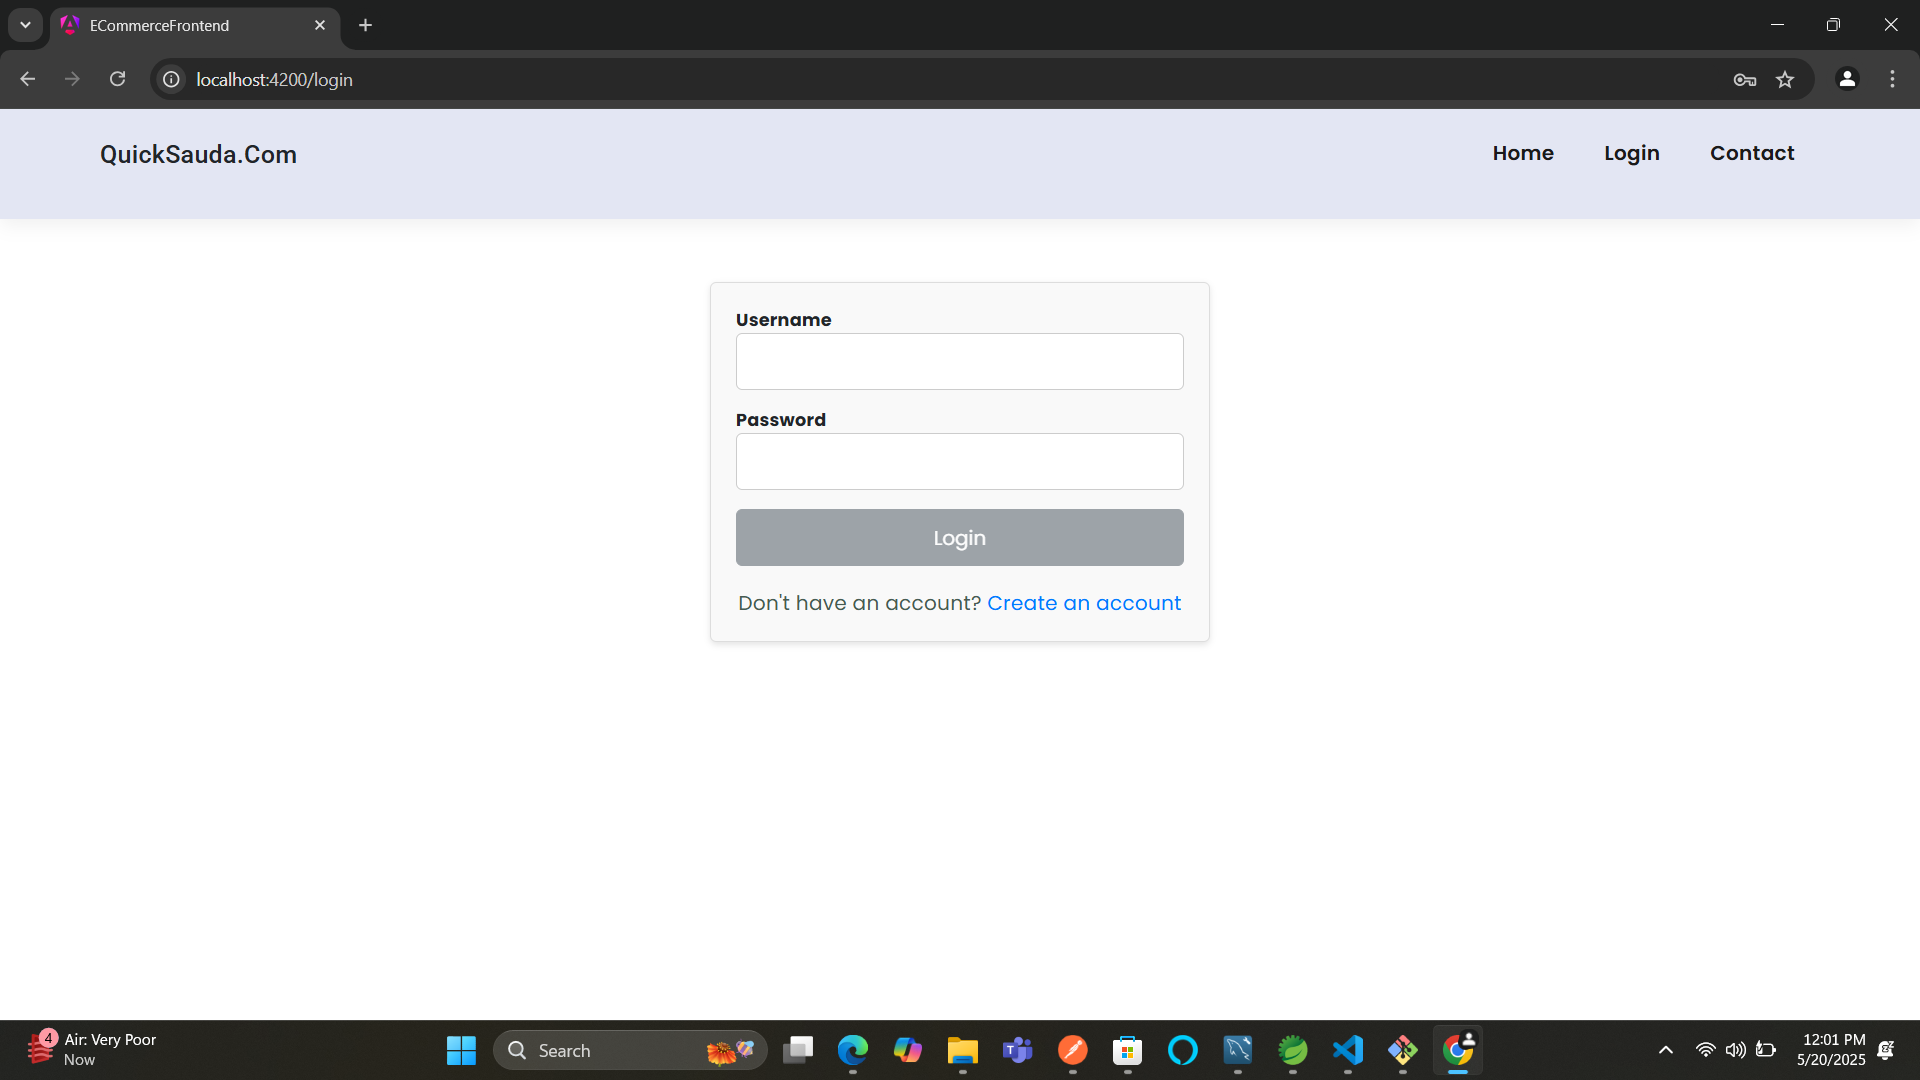 ECommerceFrontend
localhost:4200/login
QuickSauda.Com
Home Login Contact
Username
Password
Login
Don't have an account? Create an account
4
Air: Very Poor
Now
Search
12:01 PM
5/20/2025